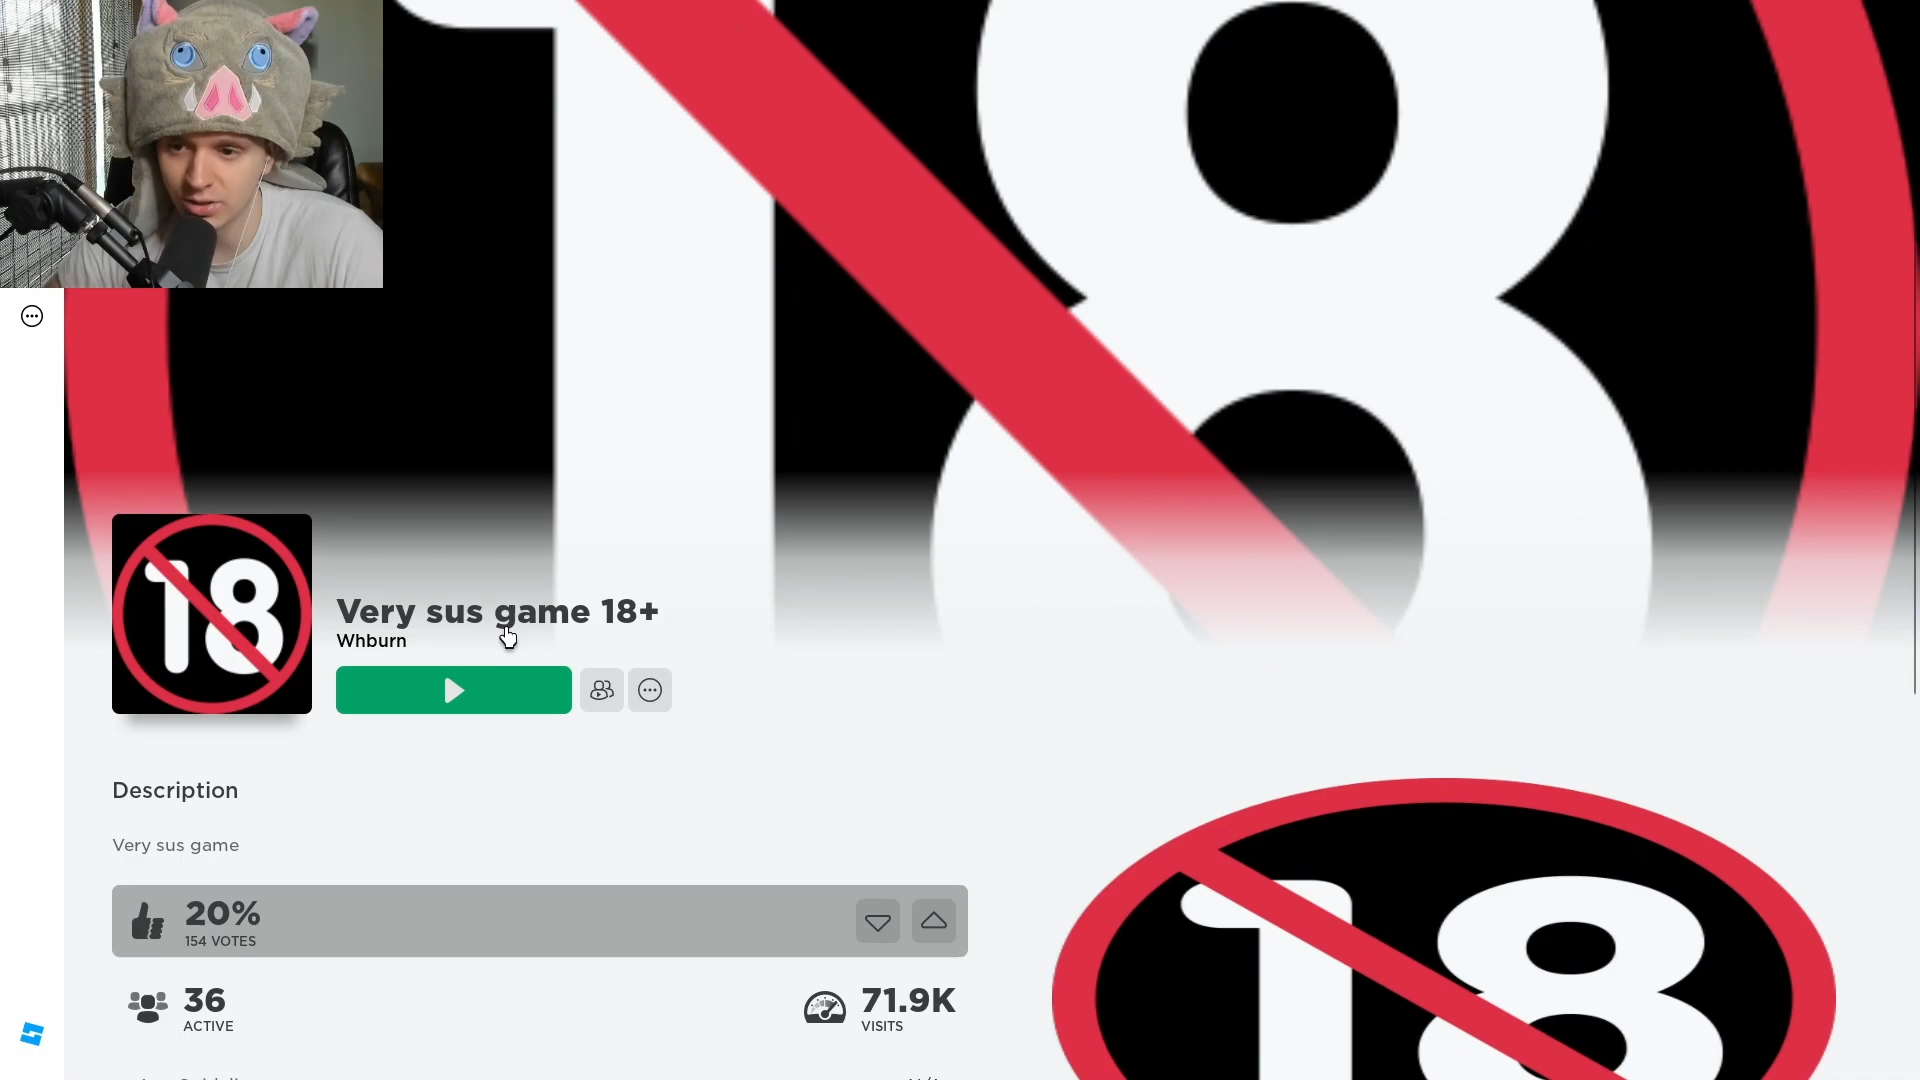 18
18
Very sus game 18+
Whburn
Description
Very sus game
20%
154 VOTES
36
ACTIVE
71.9K
VISITS
18